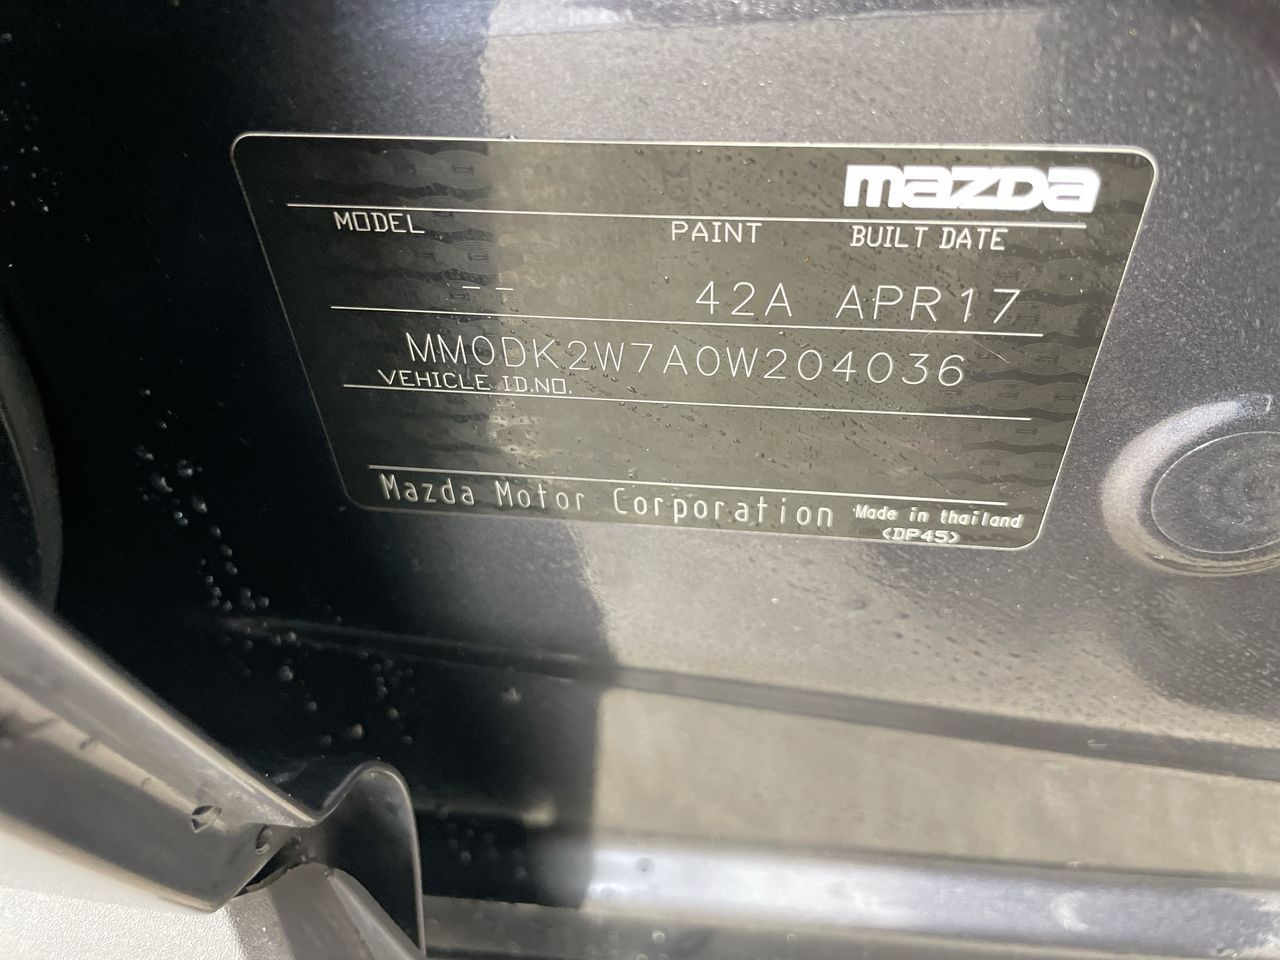 mazda
MODEL PAINT BUILT DATE
-- 42A APR17
MM0DK2W7A0W204036
VEHICLE ID.NO.
Mazda Motor Corporation Made in thailand
(DP45)